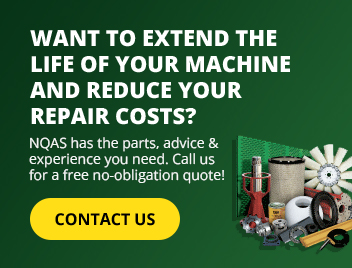 WANT TO EXTEND THE
LIFE OF YOUR MACHINE
AND REDUCE YOUR
REPAIR COSTS?
NQAS has the parts, advice &
experience you need. Call us
for a free no-obligation quote!
CONTACT US